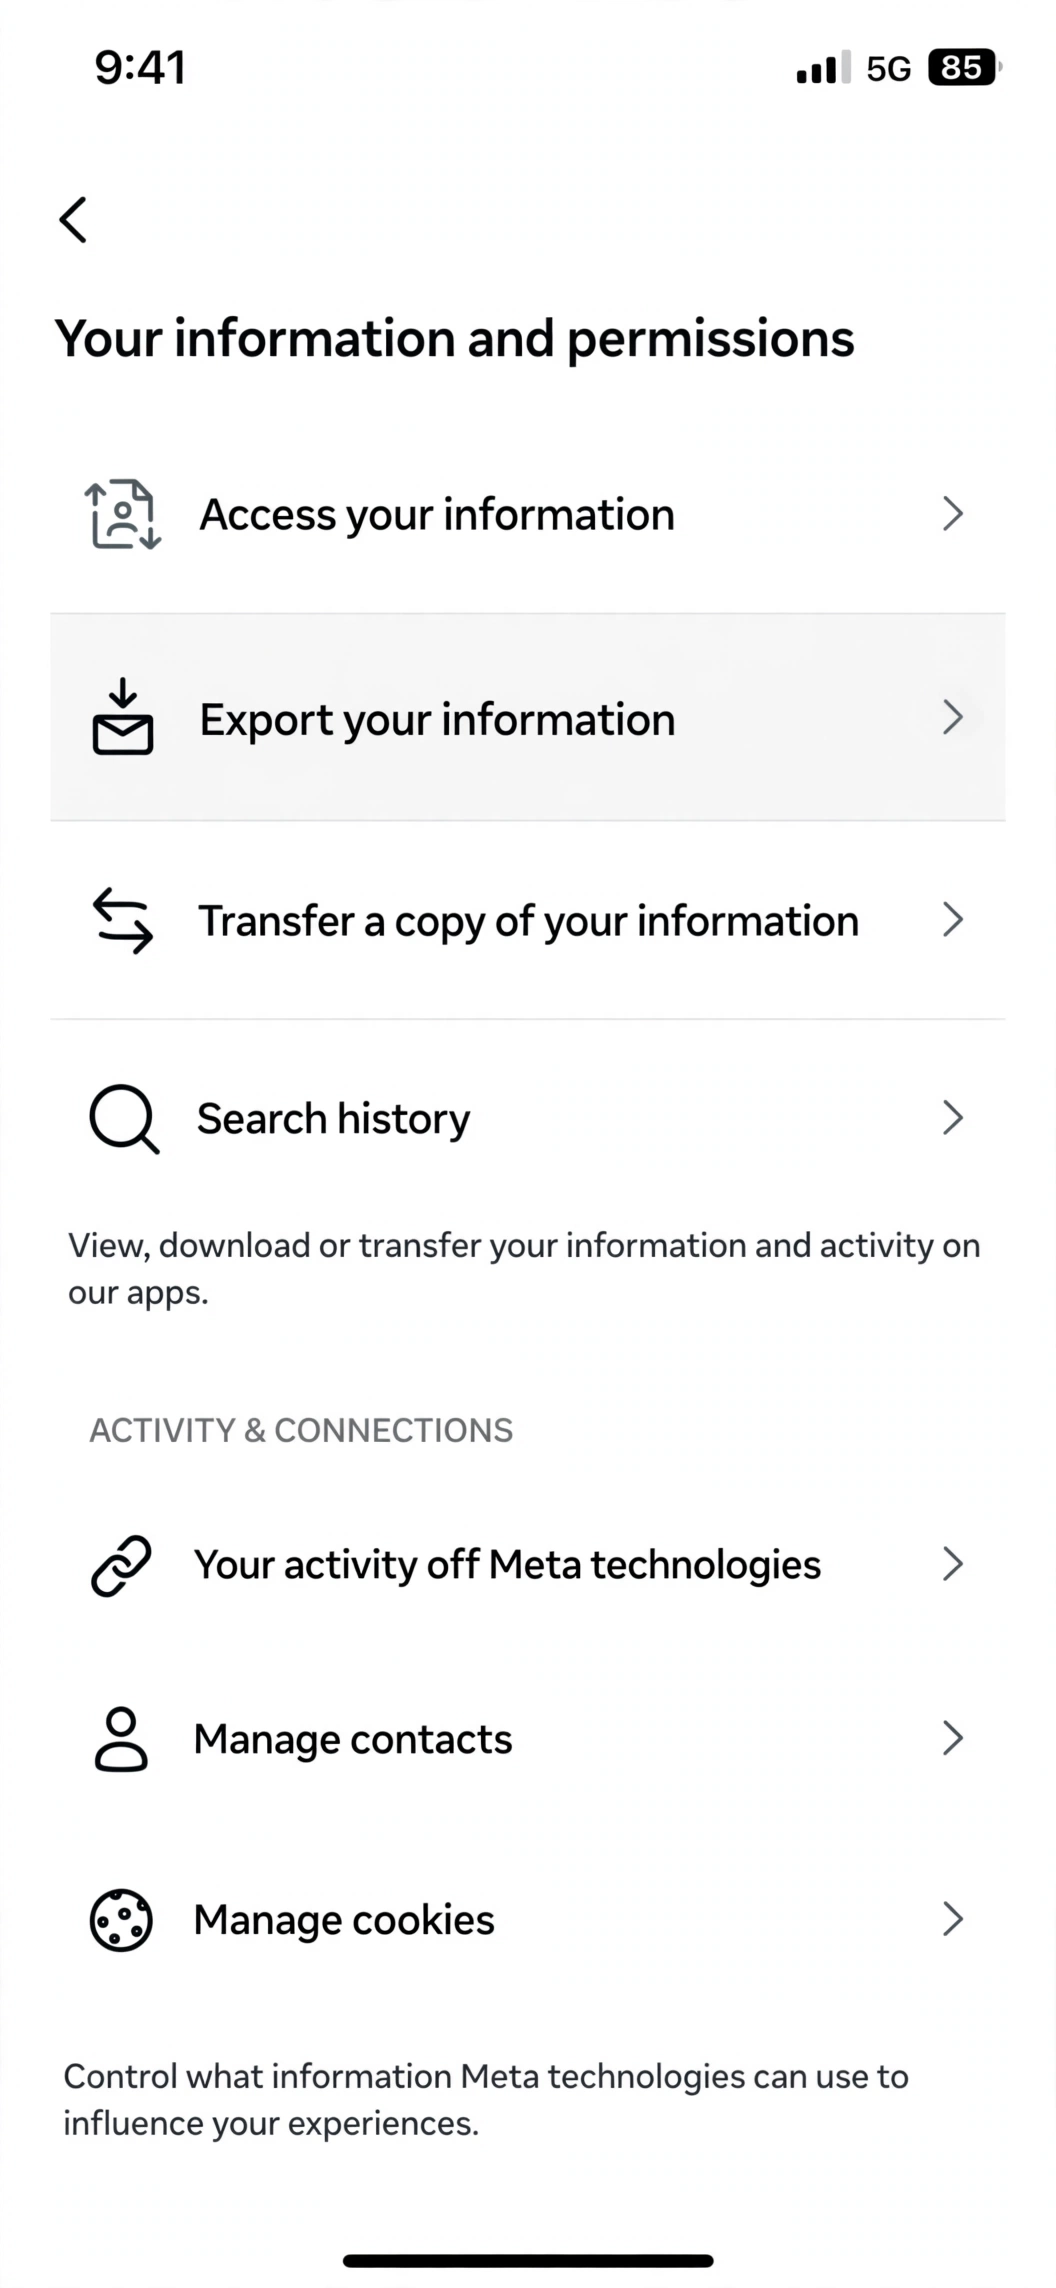 9:41
5G 85
Your information and permissions
Access your information
Export your information
Transfer a copy of your information
Search history
View, download or transfer your information and activity on
our apps.
ACTIVITY & CONNECTIONS
Your activity off Meta technologies
Manage contacts
Manage cookies
Control what information Meta technologies can use to
influence your experiences.